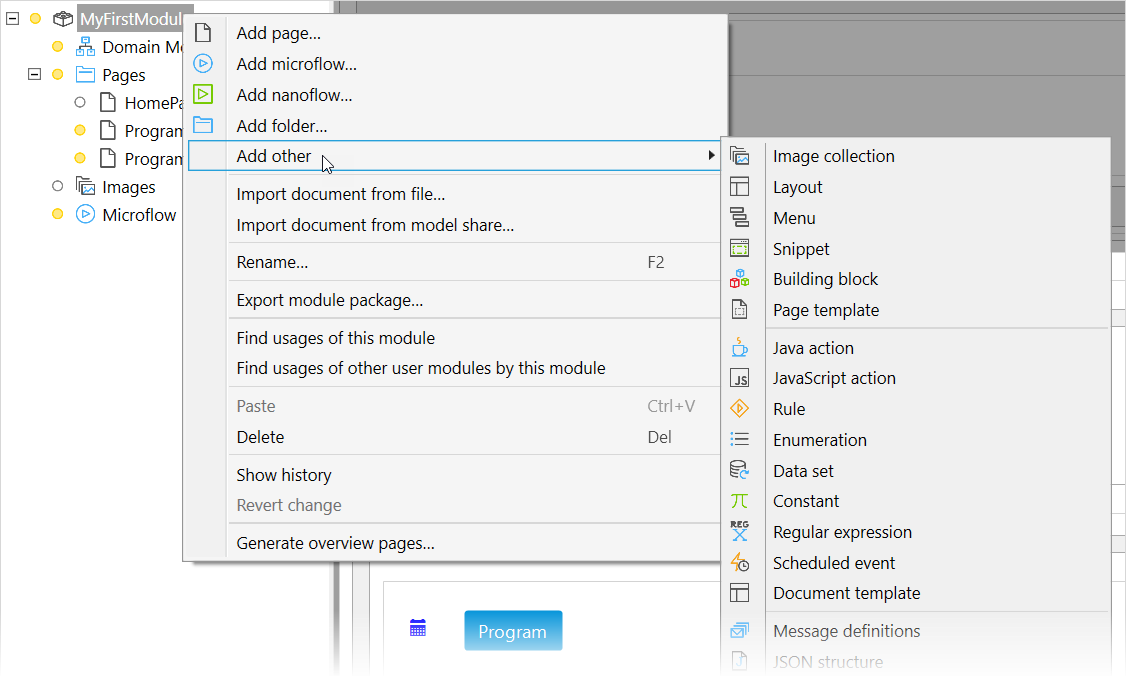 MyFirstModul
Domain M
Pages
HomePa
Program
Program
Images
Microflow
Add page...
Add microflow...
Add nanoflow...
Add folder...
Add other
Import document from file...
Import document from model share...
Rename... F2
Export module package...
Find usages of this module
Find usages of other user modules by this module
Paste Ctrl+V
Delete Del
Show history
Revert change
Generate overview pages...
Image collection
Layout
Menu
Snippet
Building block
Page template
Java action
JS JavaScript action
Rule
Enumeration
Data set
Constant
REG Regular expression
Scheduled event
Document template
Message definitions
JSON structure
Program